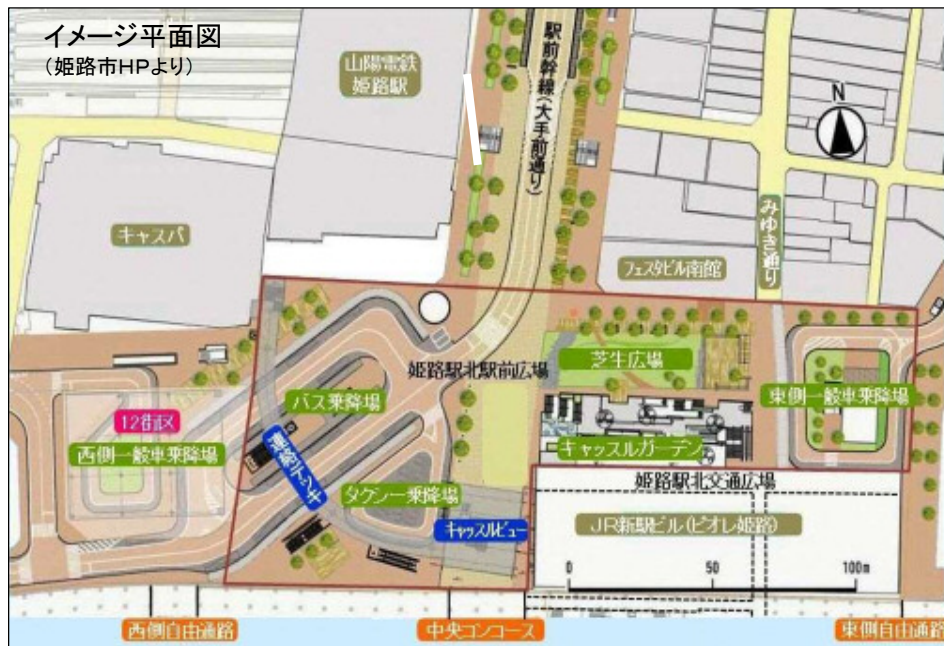 イメージ平面図
(姫路市HPより)
山陽電鉄
姫路駅
駅前幹線(大手前通り)
N
キャスパ
みゆき通り
フェスタビル南館
芝生広場
姫路駅北駅前広場
東側一般車乗降場
バス乗降場
12街区
西側一般車乗降場
キャッスルガーデン
連絡デッキ
タクシー乗降場
姫路駅北交通広場
キャッスルビュー
JR新駅ビル(ピオレ姫路)
0 50 100m
西側自由通路
中央コンコース
東側自由通路